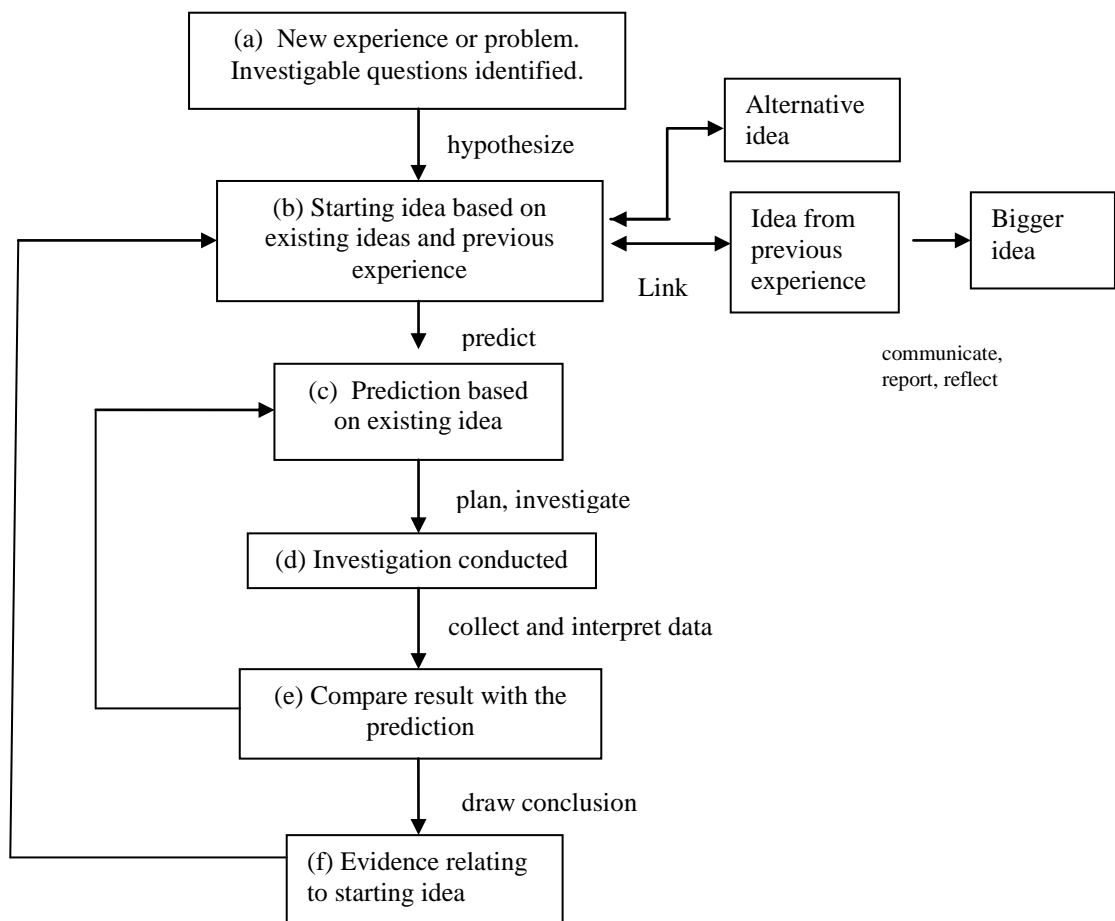 (a) New experience or problem.
Investigable questions identified.
Alternative
idea
hypothesize
(b) Starting idea based on
existing ideas and previous
experience
Idea from
previous
experience
Bigger
idea
Link
predict
communicate,
report, reflect
(c) Prediction based
on existing idea
plan, investigate
(d) Investigation conducted
collect and interpret data
(e) Compare result with the
prediction
draw conclusion
(f) Evidence relating
to starting idea